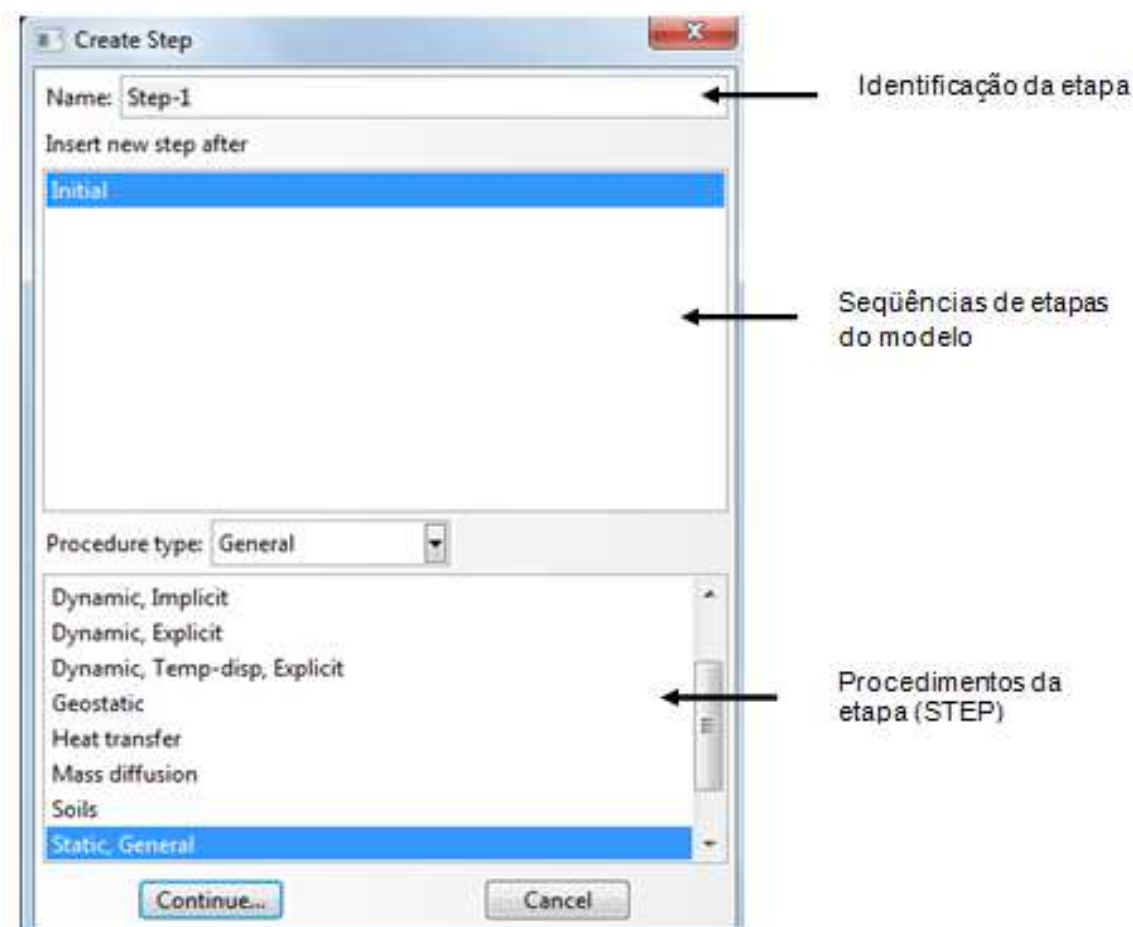 Create Step
Name: Step-1
Identificação da etapa
Insert new step after
Initial
Seqüências de etapas
do modelo
Procedure type: General
Dynamic, Implicit
Dynamic, Explicit
Dynamic, Temp-disp, Explicit
Geostatic
Heat transfer
Mass diffusion
Soils
Static, General
Procedimentos da
etapa (STEP)
Continue...
Cancel